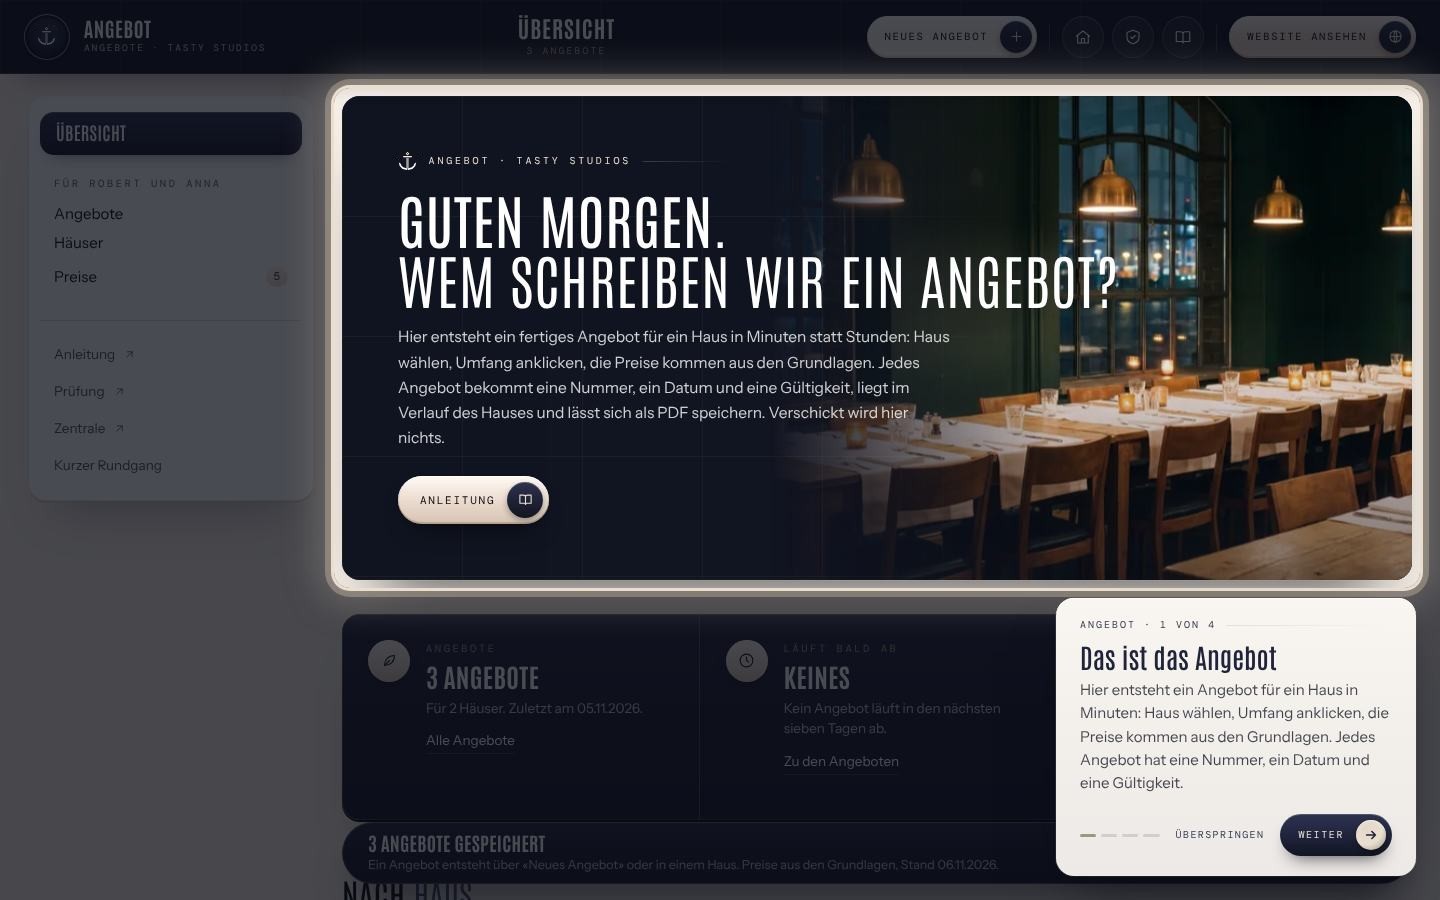 ANGEBOT
ANGEBOTE · TASTY STUDIOS
ÜBERSICHT
3 ANGEBOTE
NEUES ANGEBOT
WEBSITE ANSEHEN
ÜBERSICHT
FÜR ROBERT UND ANNA
Angebote
Häuser
Preise 5
Anleitung
Prüfung
Zentrale
Kurzer Rundgang
ANGEBOT · TASTY STUDIOS
GUTEN MORGEN.
WEM SCHREIBEN WIR EIN ANGEBOT?
Hier entsteht ein fertiges Angebot für ein Haus in Minuten statt Stunden: Haus
wählen, Umfang anklicken, die Preise kommen aus den Grundlagen. Jedes
Angebot bekommt eine Nummer, ein Datum und eine Gültigkeit, liegt im
Verlauf des Hauses und lässt sich als PDF speichern. Verschickt wird hier
nichts.
ANLEITUNG
ANGEBOTE
3 ANGEBOTE
Für 2 Häuser. Zuletzt am 05.11.2026.
Alle Angebote
LÄUFT BALD AB
KEINES
Kein Angebot läuft in den nächsten
sieben Tagen ab.
Zu den Angeboten
3 ANGEBOTE GESPEICHERT
Ein Angebot entsteht über «Neues Angebot» oder in einem Haus. Preise aus den Grundlagen, Stand 06.11.2026.
NACH HAUS
ANGEBOT · 1 VON 4
Das ist das Angebot
Hier entsteht ein Angebot für ein Haus in
Minuten: Haus wählen, Umfang anklicken, die
Preise kommen aus den Grundlagen. Jedes
Angebot hat eine Nummer, ein Datum und
eine Gültigkeit.
ÜBERSPRINGEN
WEITER